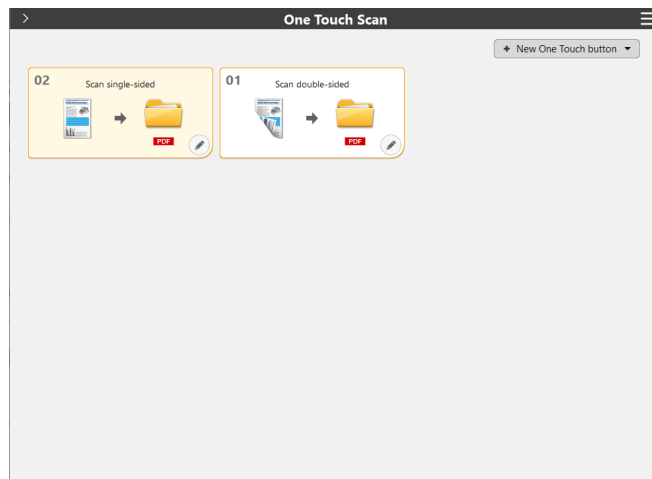 One Touch Scan
+ New One Touch button
02
Scan single-sided
PDF
01
Scan double-sided
PDF